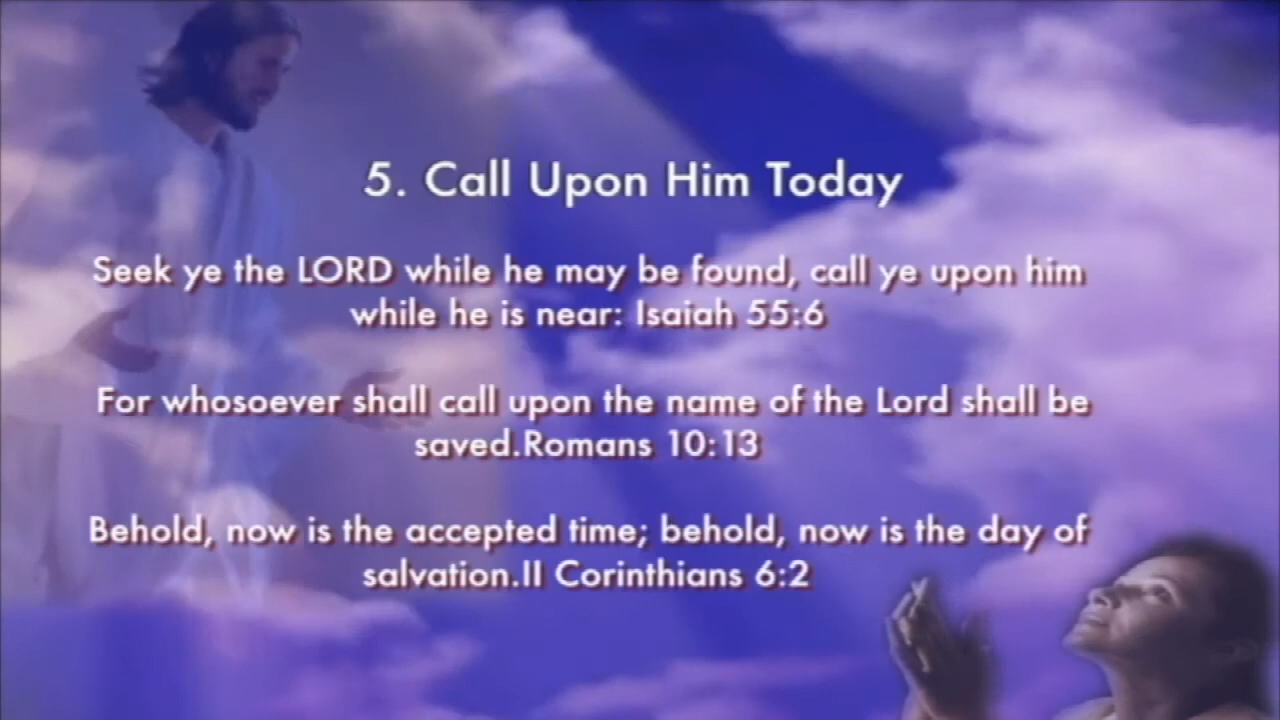 5. Call Upon Him Today
Seek ye the LORD while he may be found, call ye upon him
while he is near: Isaiah 55:6
For whosoever shall call upon the name of the Lord shall be
saved.Romans 10:13
Behold, now is the accepted time; behold, now is the day of
salvation.II Corinthians 6:2